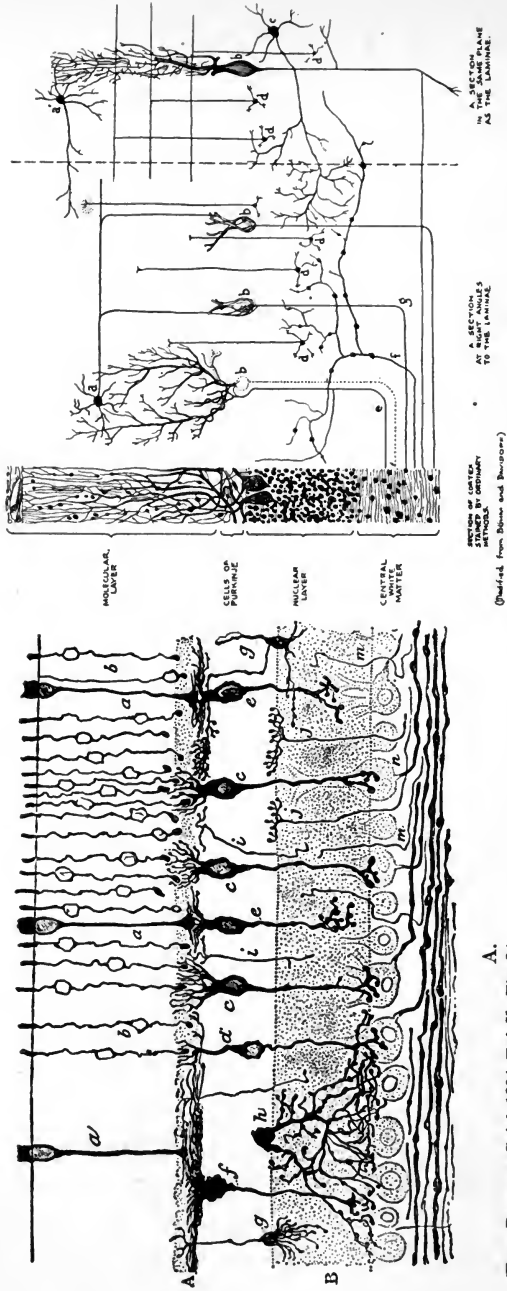 a
b
a
b
a
b
A
d
c
e
c
i
c
i
e
g
f
g
h
j
j
B
m
n
m
A.
MOLECULAR
LAYER
CELLS OF
PURKINJE
NUCLEAR
LAYER
CENTRAL
WHITE
MATTER
a
a
b
b
b
b
c
d
d
d
d
d
d
e
g
f
l
SECTION OF CORTEX
STAINED BY ORDINARY
METHODS.
A SECTION
AT RIGHT ANGLES
TO THE LAMINAE
A SECTION
IN THE SAME PLANE
AS THE LAMINAE.
(Modified from Böhm and Davidoff)